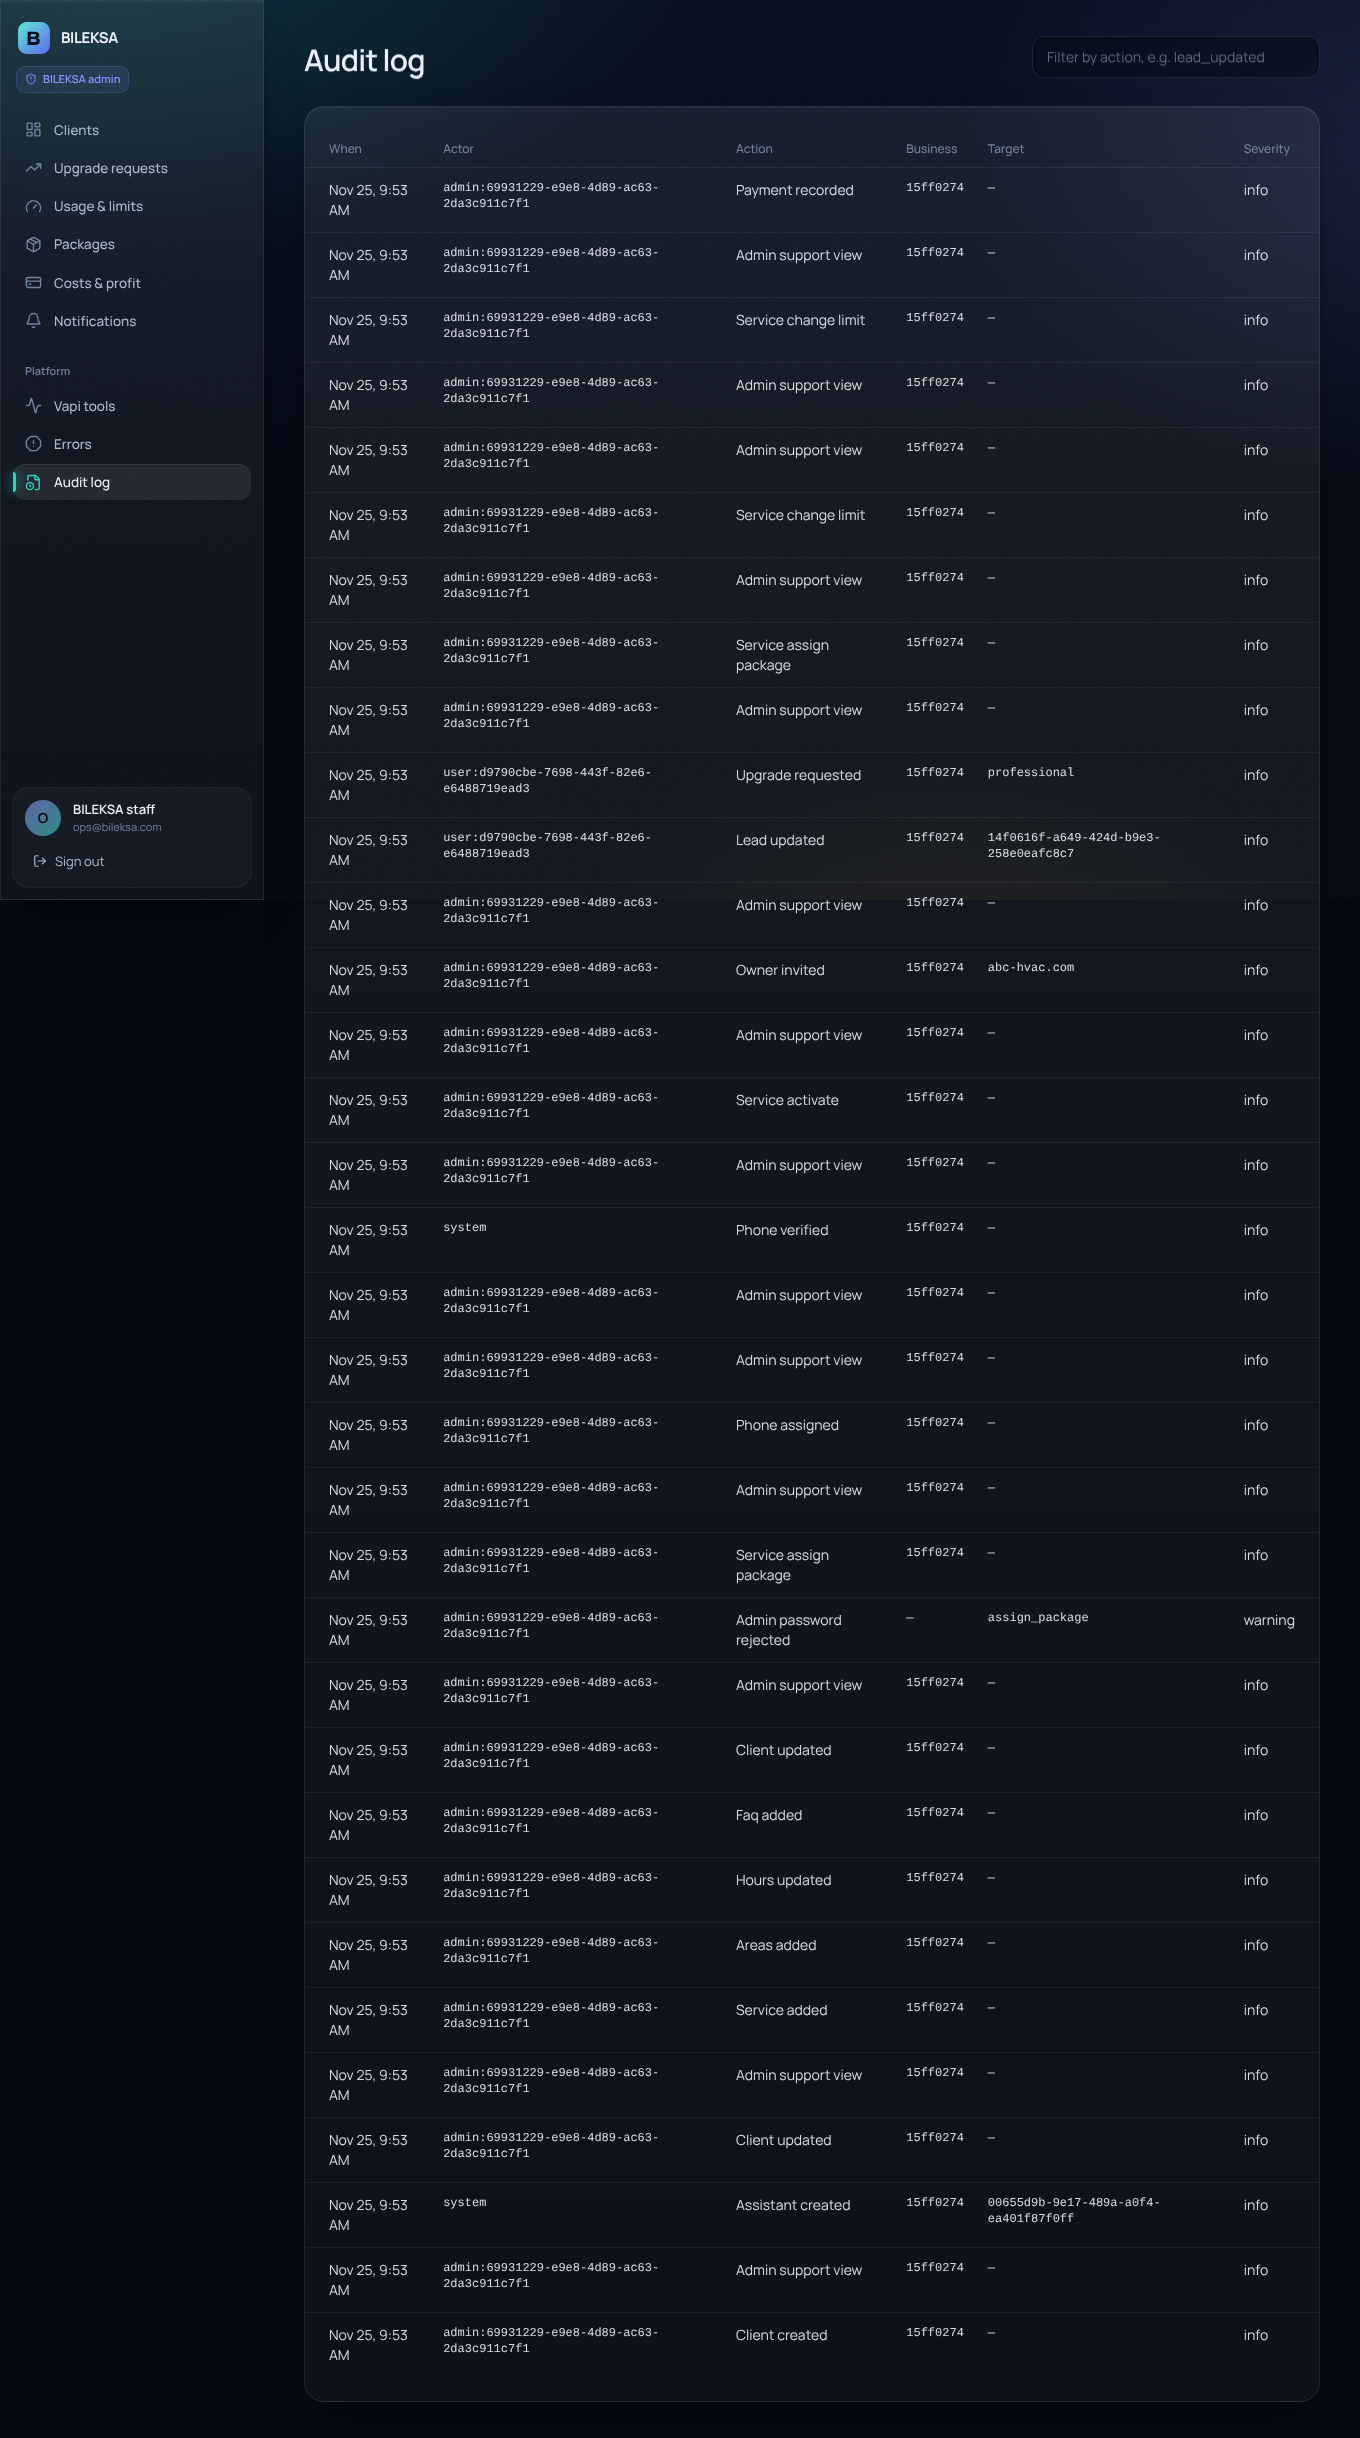 B BILEKSA
BILEKSA admin
Clients
Upgrade requests
Usage & limits
Packages
Costs & profit
Notifications
Platform
Vapi tools
Errors
Audit log
O
BILEKSA staff
ops@bileksa.com
Sign out
Audit log
Filter by action, e.g. lead_updated
When Actor Action Business Target Severity
Nov 25, 9:53 admin:69931229-e9e8-4d89-ac63- Payment recorded 15ff0274 — info
AM 2da3c911c7f1
Nov 25, 9:53 admin:69931229-e9e8-4d89-ac63- Admin support view 15ff0274 — info
AM 2da3c911c7f1
Nov 25, 9:53 admin:69931229-e9e8-4d89-ac63- Service change limit 15ff0274 — info
AM 2da3c911c7f1
Nov 25, 9:53 admin:69931229-e9e8-4d89-ac63- Admin support view 15ff0274 — info
AM 2da3c911c7f1
Nov 25, 9:53 admin:69931229-e9e8-4d89-ac63- Admin support view 15ff0274 — info
AM 2da3c911c7f1
Nov 25, 9:53 admin:69931229-e9e8-4d89-ac63- Service change limit 15ff0274 — info
AM 2da3c911c7f1
Nov 25, 9:53 admin:69931229-e9e8-4d89-ac63- Admin support view 15ff0274 — info
AM 2da3c911c7f1
Nov 25, 9:53 admin:69931229-e9e8-4d89-ac63- Service assign 15ff0274 — info
AM 2da3c911c7f1 package
Nov 25, 9:53 admin:69931229-e9e8-4d89-ac63- Admin support view 15ff0274 — info
AM 2da3c911c7f1
Nov 25, 9:53 user:d9790cbe-7698-443f-82e6- Upgrade requested 15ff0274 professional info
AM e6488719ead3
Nov 25, 9:53 user:d9790cbe-7698-443f-82e6- Lead updated 15ff0274 14f0616f-a649-424d-b9e3- info
AM e6488719ead3 258e0eafc8c7
Nov 25, 9:53 admin:69931229-e9e8-4d89-ac63- Admin support view 15ff0274 — info
AM 2da3c911c7f1
Nov 25, 9:53 admin:69931229-e9e8-4d89-ac63- Owner invited 15ff0274 abc-hvac.com info
AM 2da3c911c7f1
Nov 25, 9:53 admin:69931229-e9e8-4d89-ac63- Admin support view 15ff0274 — info
AM 2da3c911c7f1
Nov 25, 9:53 admin:69931229-e9e8-4d89-ac63- Service activate 15ff0274 — info
AM 2da3c911c7f1
Nov 25, 9:53 admin:69931229-e9e8-4d89-ac63- Admin support view 15ff0274 — info
AM 2da3c911c7f1
Nov 25, 9:53 system Phone verified 15ff0274 — info
AM
Nov 25, 9:53 admin:69931229-e9e8-4d89-ac63- Admin support view 15ff0274 — info
AM 2da3c911c7f1
Nov 25, 9:53 admin:69931229-e9e8-4d89-ac63- Admin support view 15ff0274 — info
AM 2da3c911c7f1
Nov 25, 9:53 admin:69931229-e9e8-4d89-ac63- Phone assigned 15ff0274 — info
AM 2da3c911c7f1
Nov 25, 9:53 admin:69931229-e9e8-4d89-ac63- Admin support view 15ff0274 — info
AM 2da3c911c7f1
Nov 25, 9:53 admin:69931229-e9e8-4d89-ac63- Service assign 15ff0274 — info
AM 2da3c911c7f1 package
Nov 25, 9:53 admin:69931229-e9e8-4d89-ac63- Admin password — assign_package warning
AM 2da3c911c7f1 rejected
Nov 25, 9:53 admin:69931229-e9e8-4d89-ac63- Admin support view 15ff0274 — info
AM 2da3c911c7f1
Nov 25, 9:53 admin:69931229-e9e8-4d89-ac63- Client updated 15ff0274 — info
AM 2da3c911c7f1
Nov 25, 9:53 admin:69931229-e9e8-4d89-ac63- Faq added 15ff0274 — info
AM 2da3c911c7f1
Nov 25, 9:53 admin:69931229-e9e8-4d89-ac63- Hours updated 15ff0274 — info
AM 2da3c911c7f1
Nov 25, 9:53 admin:69931229-e9e8-4d89-ac63- Areas added 15ff0274 — info
AM 2da3c911c7f1
Nov 25, 9:53 admin:69931229-e9e8-4d89-ac63- Service added 15ff0274 — info
AM 2da3c911c7f1
Nov 25, 9:53 admin:69931229-e9e8-4d89-ac63- Admin support view 15ff0274 — info
AM 2da3c911c7f1
Nov 25, 9:53 admin:69931229-e9e8-4d89-ac63- Client updated 15ff0274 — info
AM 2da3c911c7f1
Nov 25, 9:53 system Assistant created 15ff0274 00655d9b-9e17-489a-a0f4- info
AM ea401f87f0ff
Nov 25, 9:53 admin:69931229-e9e8-4d89-ac63- Admin support view 15ff0274 — info
AM 2da3c911c7f1
Nov 25, 9:53 admin:69931229-e9e8-4d89-ac63- Client created 15ff0274 — info
AM 2da3c911c7f1